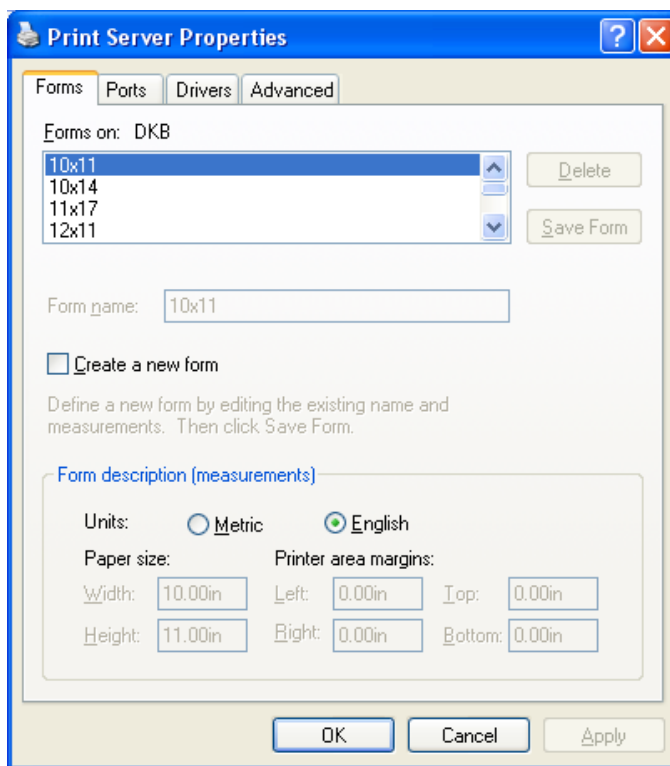 Print Server Properties
Forms Ports Drivers Advanced
Forms on: DKB
10x11
10x14
11x17
12x11
Delete
Save Form
Form name: 10x11
Create a new form
Define a new form by editing the existing name and
measurements. Then click Save Form.
Form description (measurements)
Units: Metric English
Paper size: Printer area margins:
Width: 10.00in Left: 0.00in Top: 0.00in
Height: 11.00in Right: 0.00in Bottom: 0.00in
OK Cancel Apply